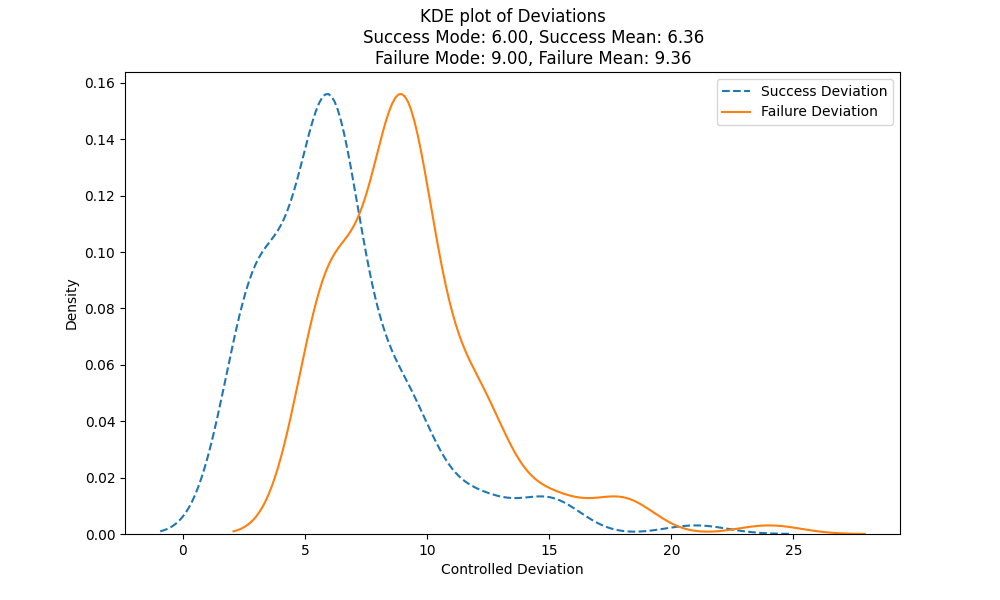 KDE plot of Deviations
Success Mode: 6.00, Success Mean: 6.36
Failure Mode: 9.00, Failure Mean: 9.36
Success Deviation
Failure Deviation
0.16
0.14
0.12
0.10
0.08
0.06
0.04
0.02
0.00
Density
0
5
10
15
20
25
Controlled Deviation